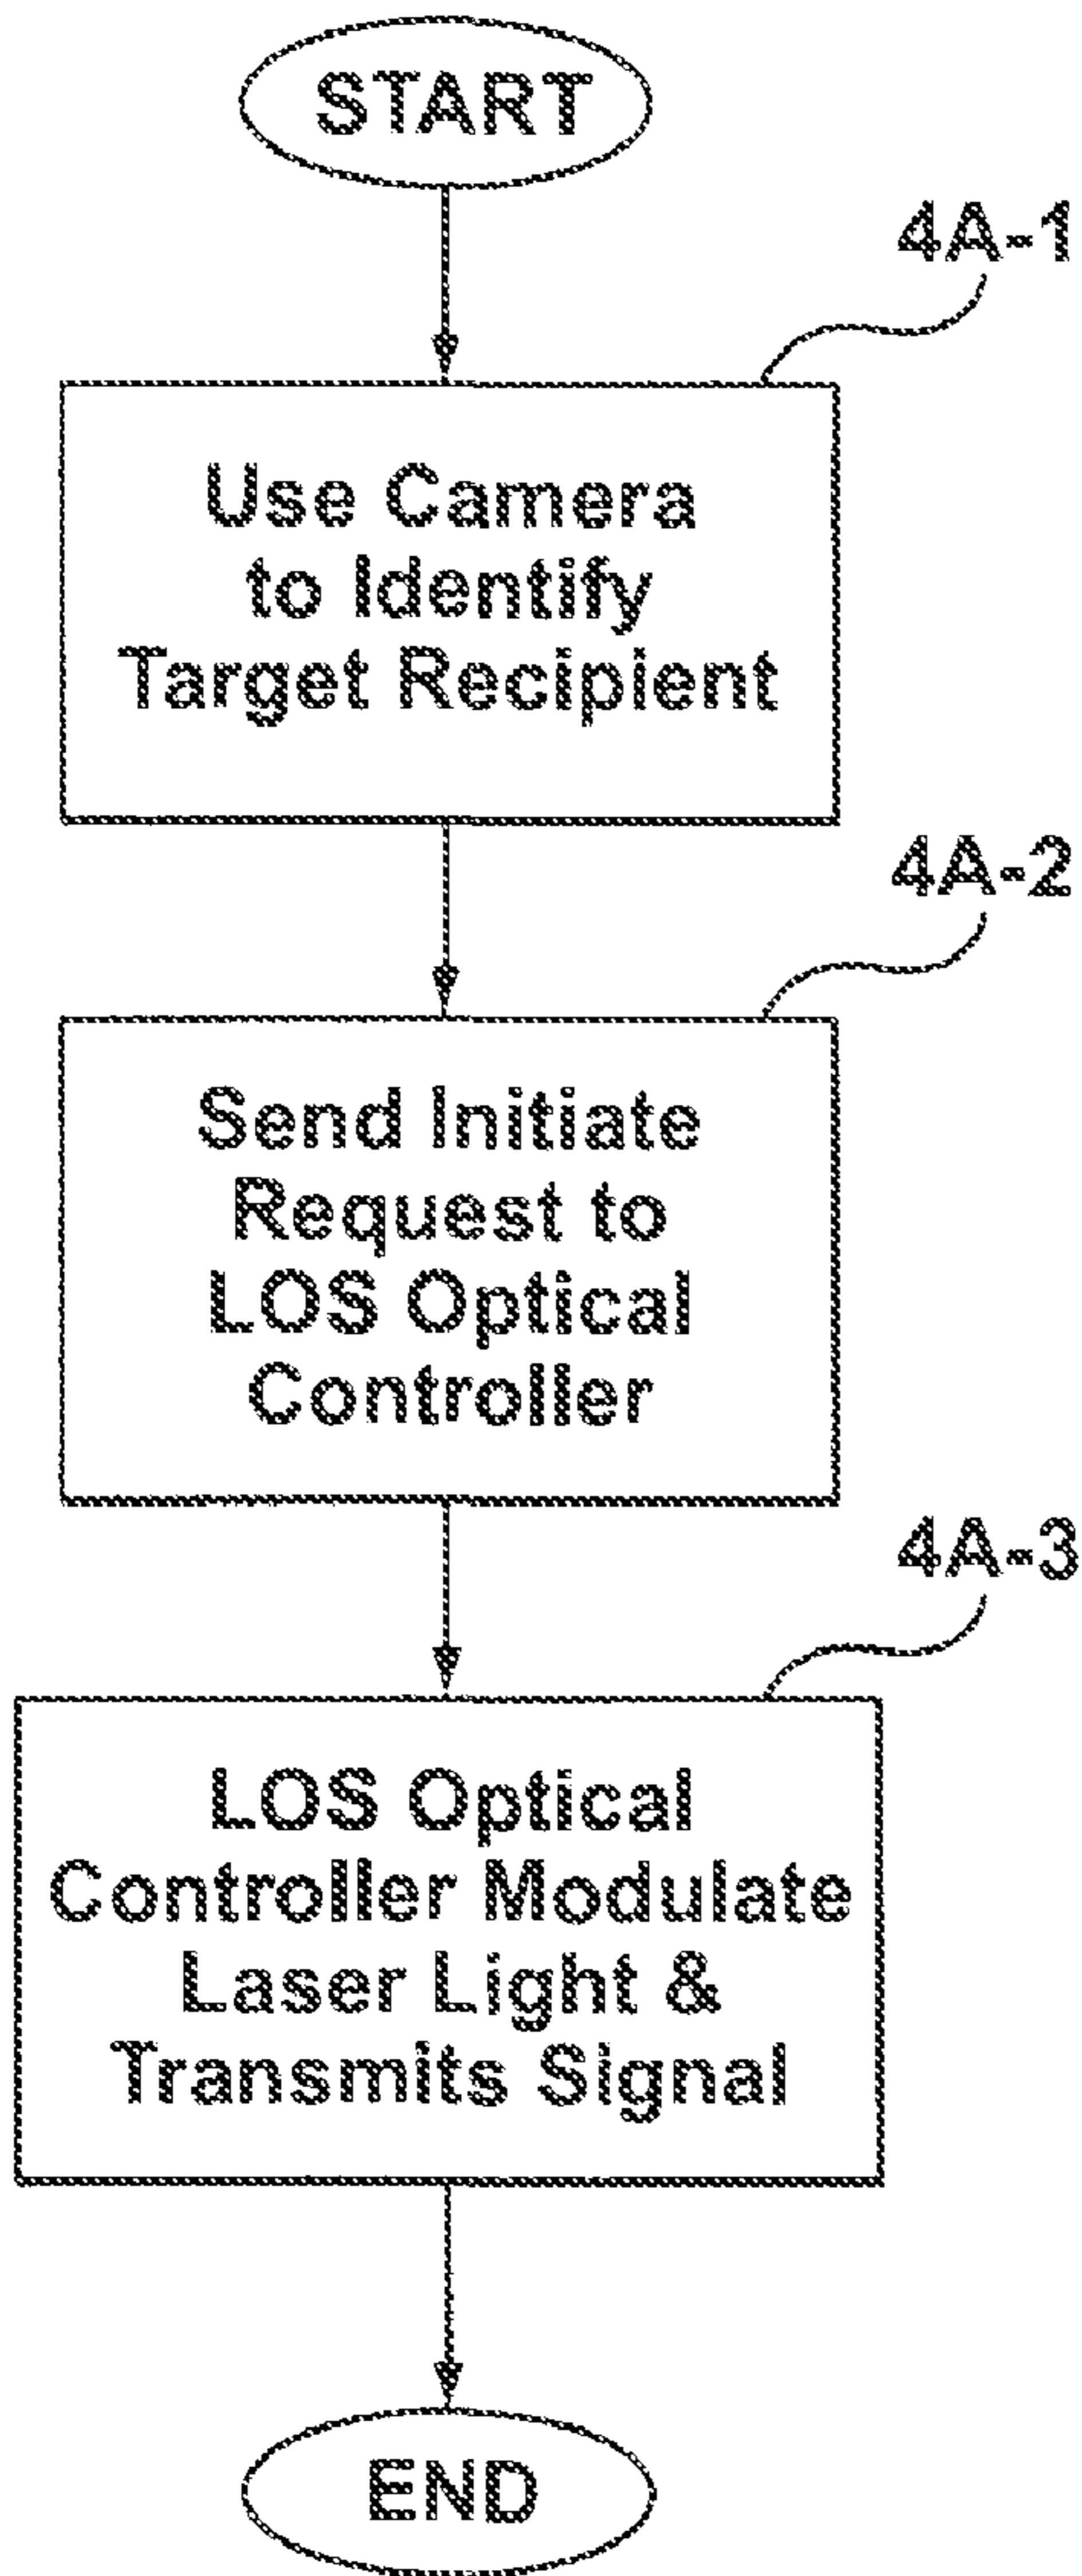 START
4A-1
Use Camera
to Identify
Target Recipient
4A-2
Send Initiate
Request to
LOS Optical
Controller
4A-3
LOS Optical
Controller Modulate
Laser Light &
Transmits Signal
END